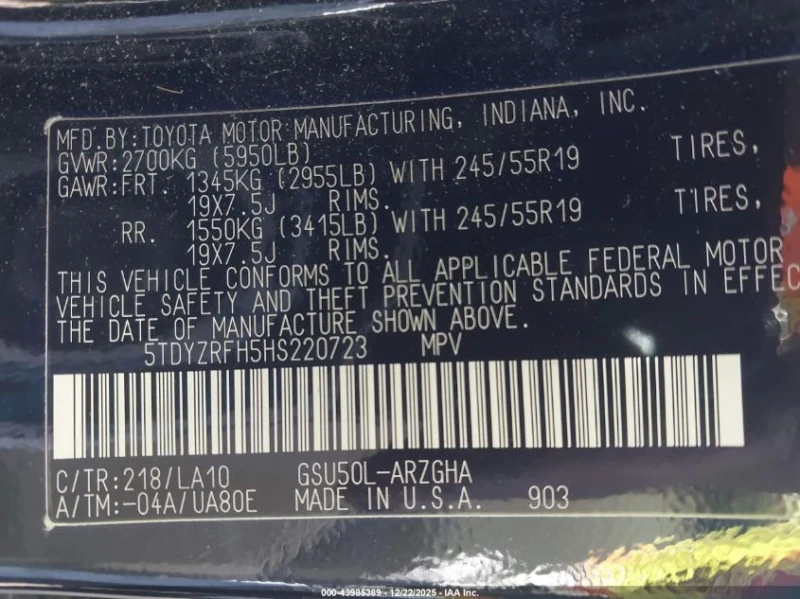 MFD.BY:TOYOTA MOTOR MANUFACTURING, INDIANA, INC.
GVWR:2700KG (5950LB)
GAWR:FRT. 1345KG (2955LB) WITH 245/55R19 TIRES,
19X7.5J RIMS.
RR. 1550KG (3415LB) WITH 245/55R19 TIRES,
19X7.5J RIMS.
THIS VEHICLE CONFORMS TO ALL APPLICABLE FEDERAL MOTOR
VEHICLE SAFETY AND THEFT PREVENTION STANDARDS IN EFFEC
THE DATE OF MANUFACTURE SHOWN ABOVE.
5TDYZRFH5HS220723 MPV
C/TR:218/LA10 GSU50L-ARZGHA
A/TM:-04A/UA80E MADE IN U.S.A. 903
000-43985389 - 12/22/2025 - IAA Inc.